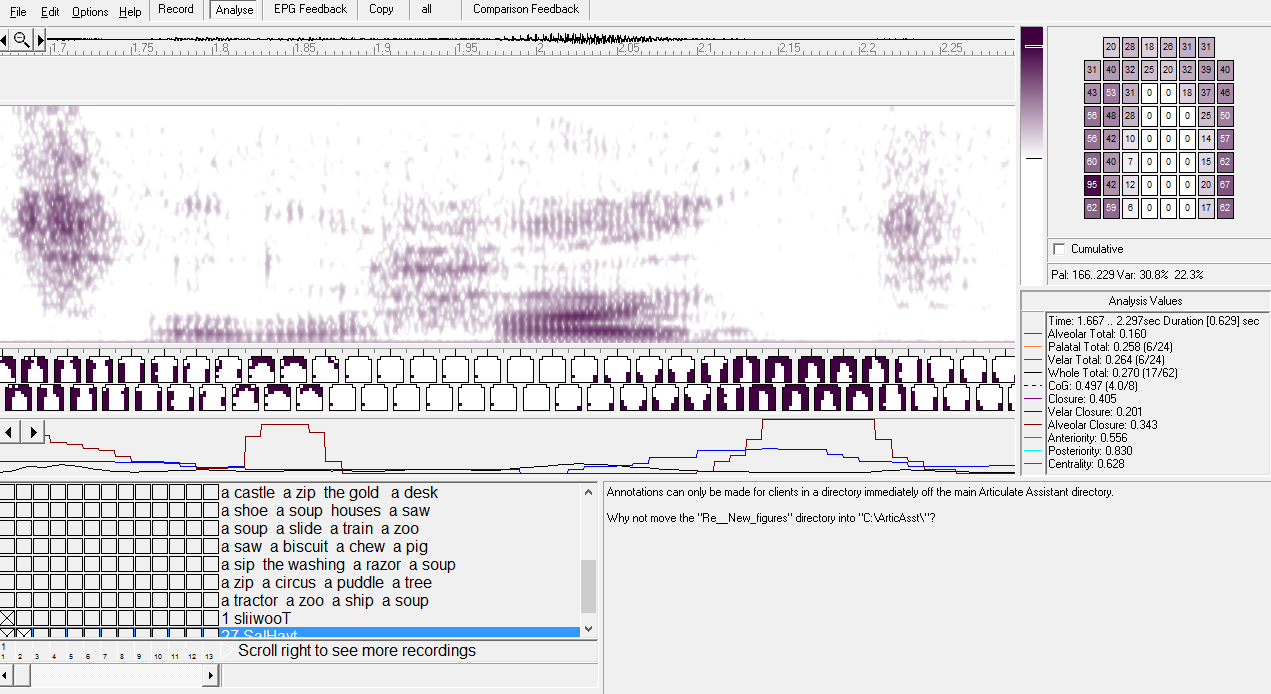 File Edit Options Help Record Analyse EPG Feedback Copy all Comparison Feedback
1.7 1.75 1.8 1.85 1.9 1.95 2 2.05 2.1 2.15 2.2 2.25
20 28 18 26 31 31
31 40 32 25 20 32 39 40
43 53 31 0 0 18 37 46
56 48 28 0 0 0 25 50
56 42 10 0 0 0 14 57
60 40 7 0 0 0 15 62
95 42 12 0 0 0 20 67
62 59 6 0 0 0 17 62
Cumulative
Pal: 166..229 Var: 30.8% 22.3%
Analysis Values
Time: 1.667 .. 2.297sec Duration [0.629] sec
Alveolar Total: 0.160
Palatal Total: 0.258 (6/24)
Velar Total: 0.264 (6/24)
Whole Total: 0.270 (17/62)
CoG: 0.497 (4.0/8)
Closure: 0.405
Velar Closure: 0.201
Alveolar Closure: 0.343
Anteriority: 0.556
Posteriority: 0.830
Centrality: 0.628
a castle a zip the gold a desk
a shoe a soup houses a saw
a soup a slide a train a zoo
a saw a biscuit a chew a pig
a sip the washing a razor a soup
a zip a circus a puddle a tree
a tractor a zoo a ship a soup
1 sliiwooT
27 SalHayt
1
1 2 3 4 5 6 7 8 9 10 11 12 13
Scroll right to see more recordings
Annotations can only be made for clients in a directory immediately off the main Articulate Assistant directory.
Why not move the "Re__New_figures" directory into "C:\ArticAsst\"?